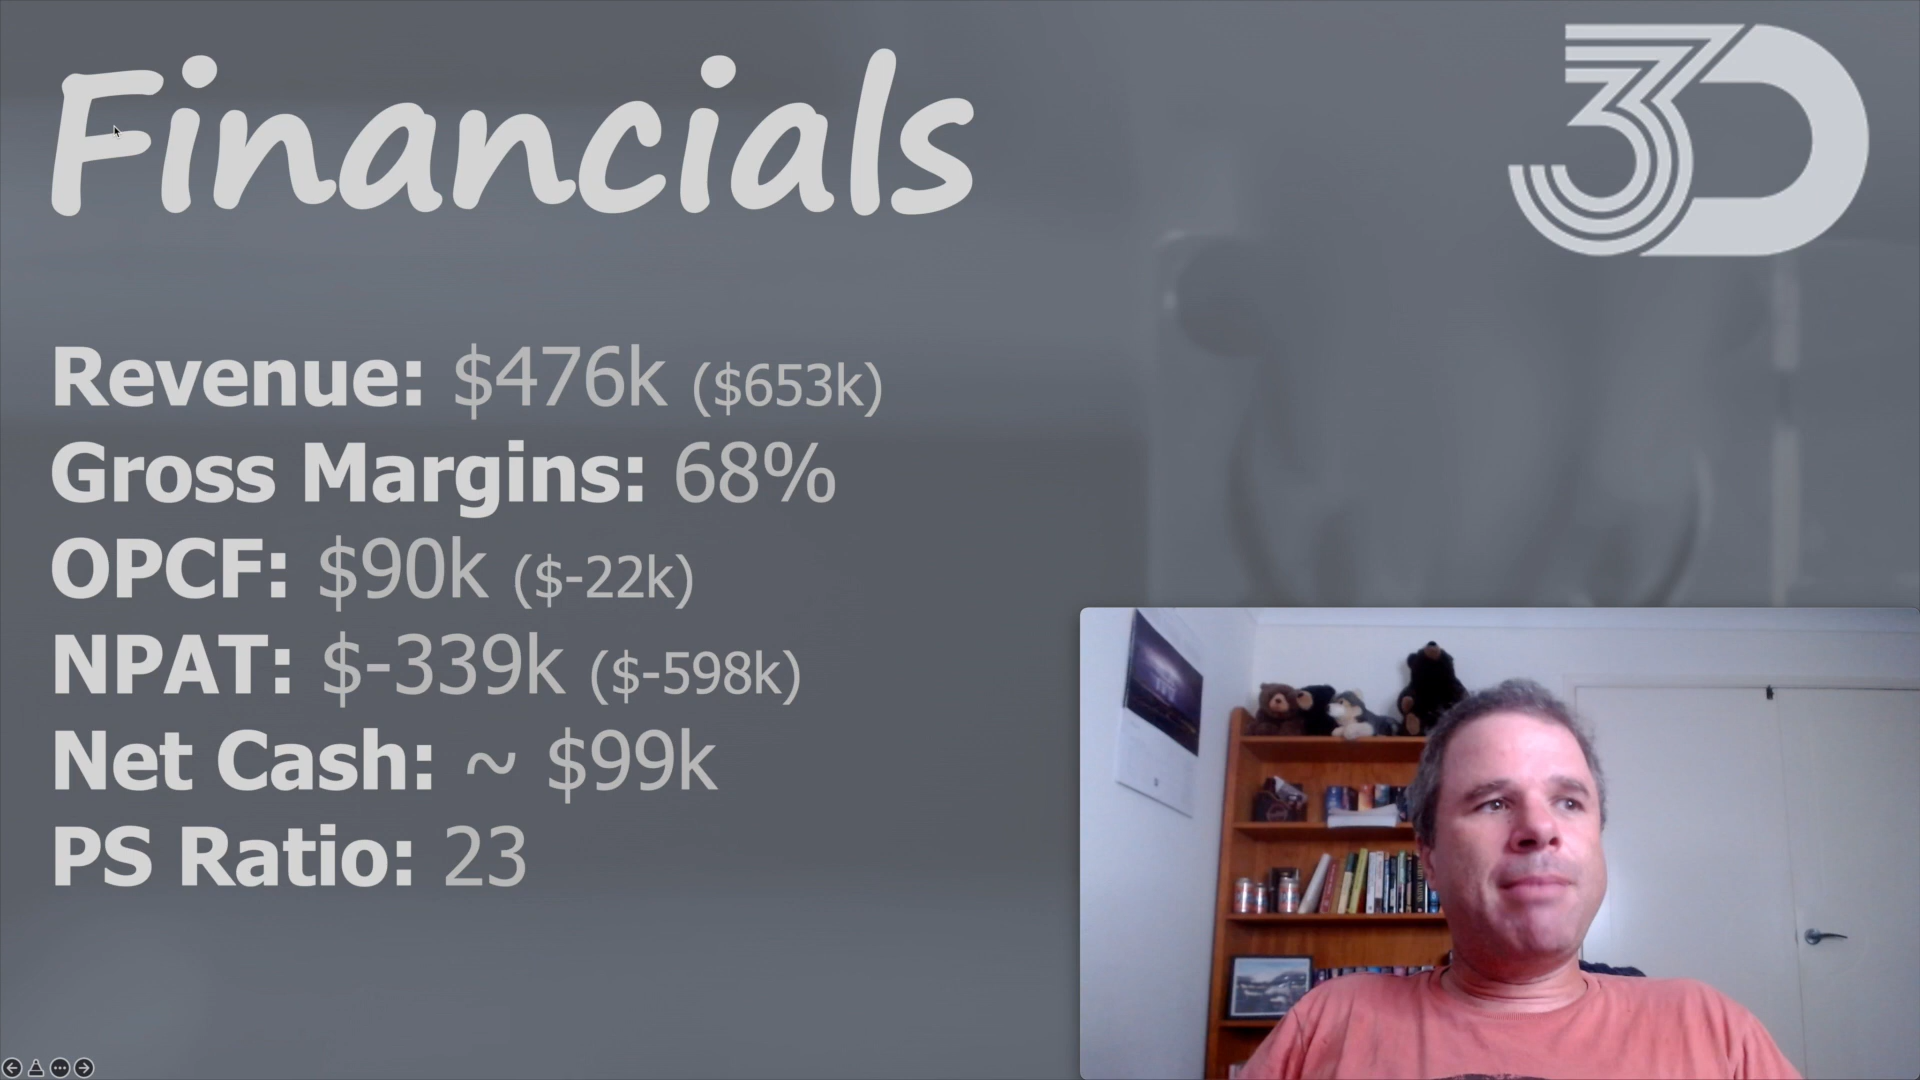 Financials
3D
Revenue: $476k ($653k)
Gross Margins: 68%
OPCF: $90k ($-22k)
NPAT: $-339k ($-598k)
Net Cash: ~ $99k
PS Ratio: 23